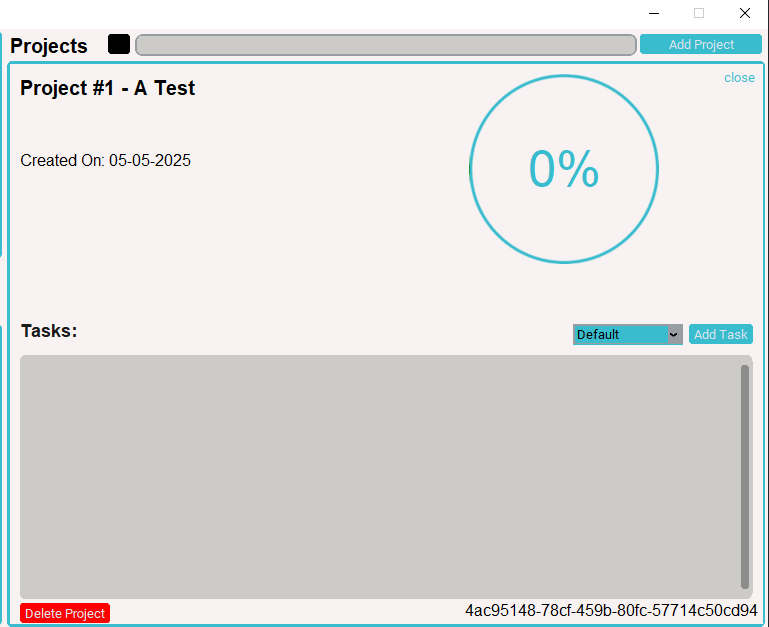 Projects
Add Project
close
Project #1 - A Test
0%
Created On: 05-05-2025
Tasks:
Default
Add Task
Delete Project
4ac95148-78cf-459b-80fc-57714c50cd94